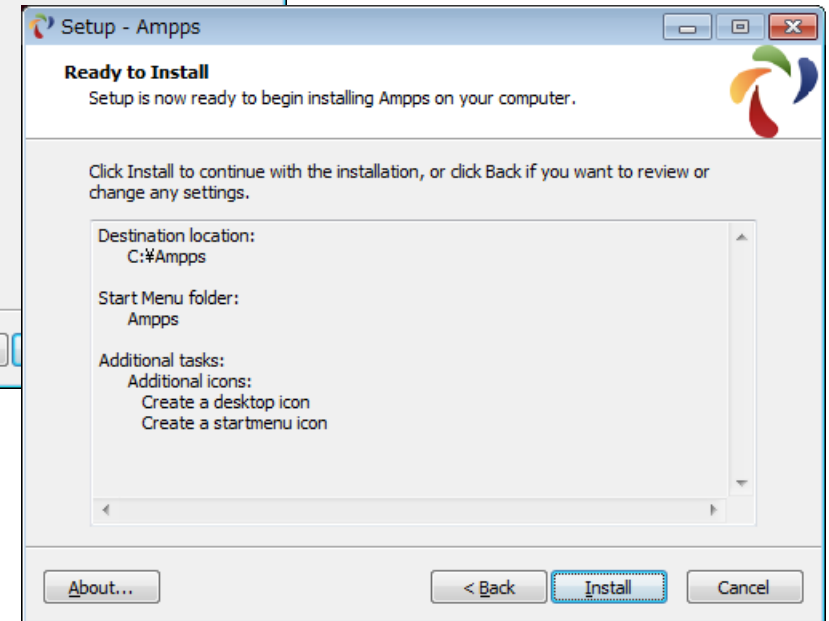 Setup - Ampps
Ready to Install
Setup is now ready to begin installing Ampps on your computer.
Click Install to continue with the installation, or click Back if you want to review or
change any settings.
Destination location:
C:¥Ampps
Start Menu folder:
Ampps
Additional tasks:
Additional icons:
Create a desktop icon
Create a startmenu icon
About...
< Back
Install
Cancel